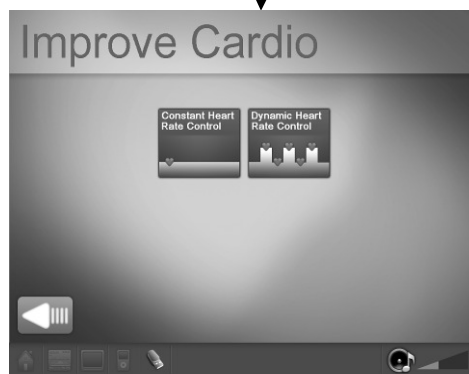 Improve Cardio
Constant Heart
Rate Control
Dynamic Heart
Rate Control